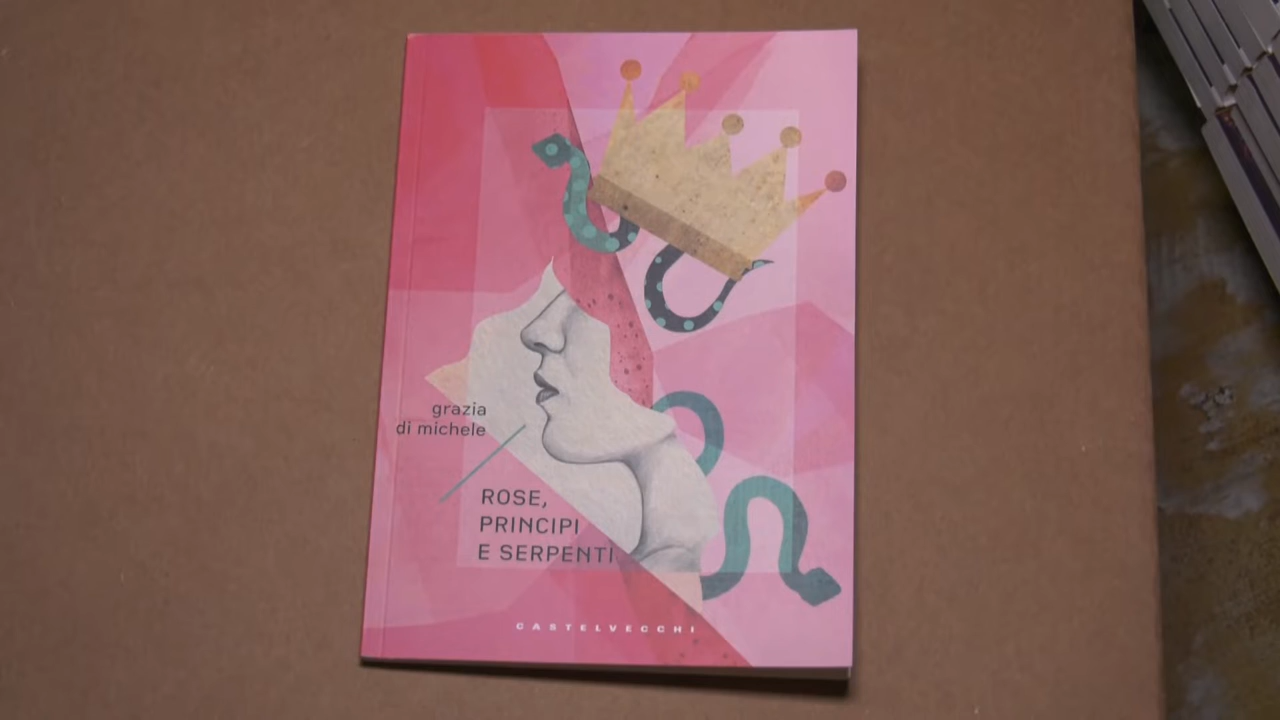 grazia
di michele
ROSE,
PRINCIPI
E SERPENTI
CASTELVECCHI